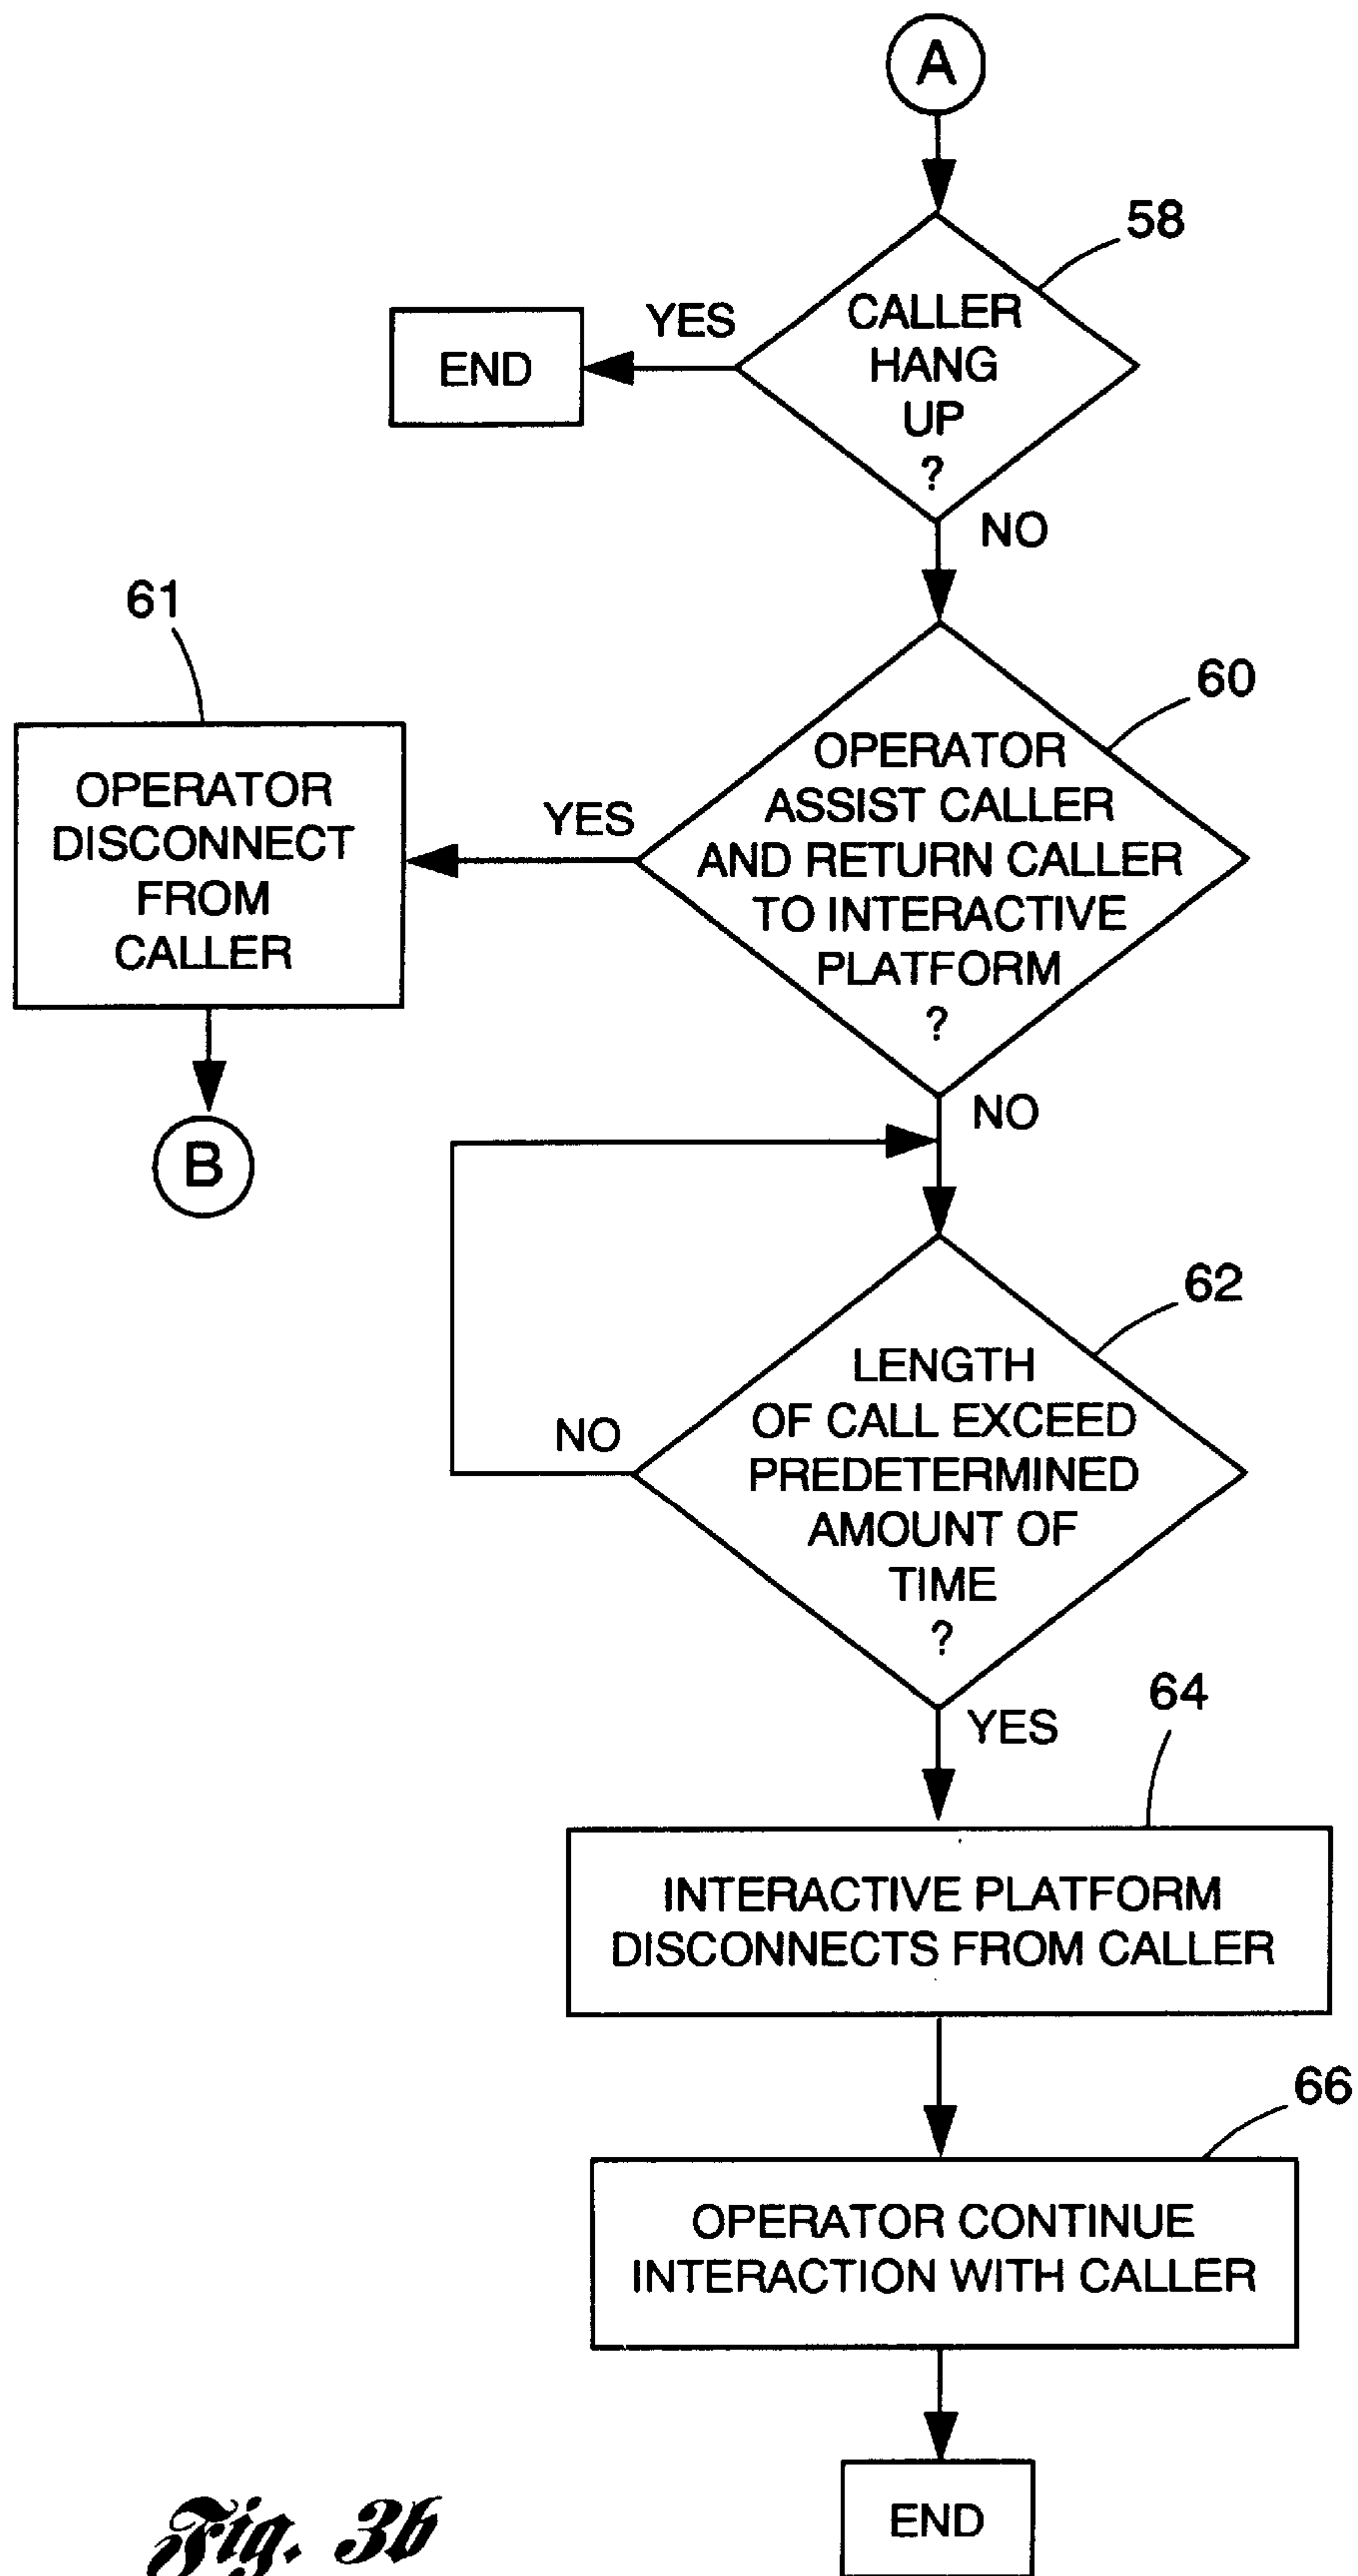 A
58
CALLER
HANG
UP
?
YES
END
NO
61
60
OPERATOR
DISCONNECT
FROM
CALLER
YES
OPERATOR
ASSIST CALLER
AND RETURN CALLER
TO INTERACTIVE
PLATFORM
?
NO
B
62
LENGTH
OF CALL EXCEED
PREDETERMINED
AMOUNT OF
TIME
?
NO
YES
64
INTERACTIVE PLATFORM
DISCONNECTS FROM CALLER
66
OPERATOR CONTINUE
INTERACTION WITH CALLER
END
Fig. 3b